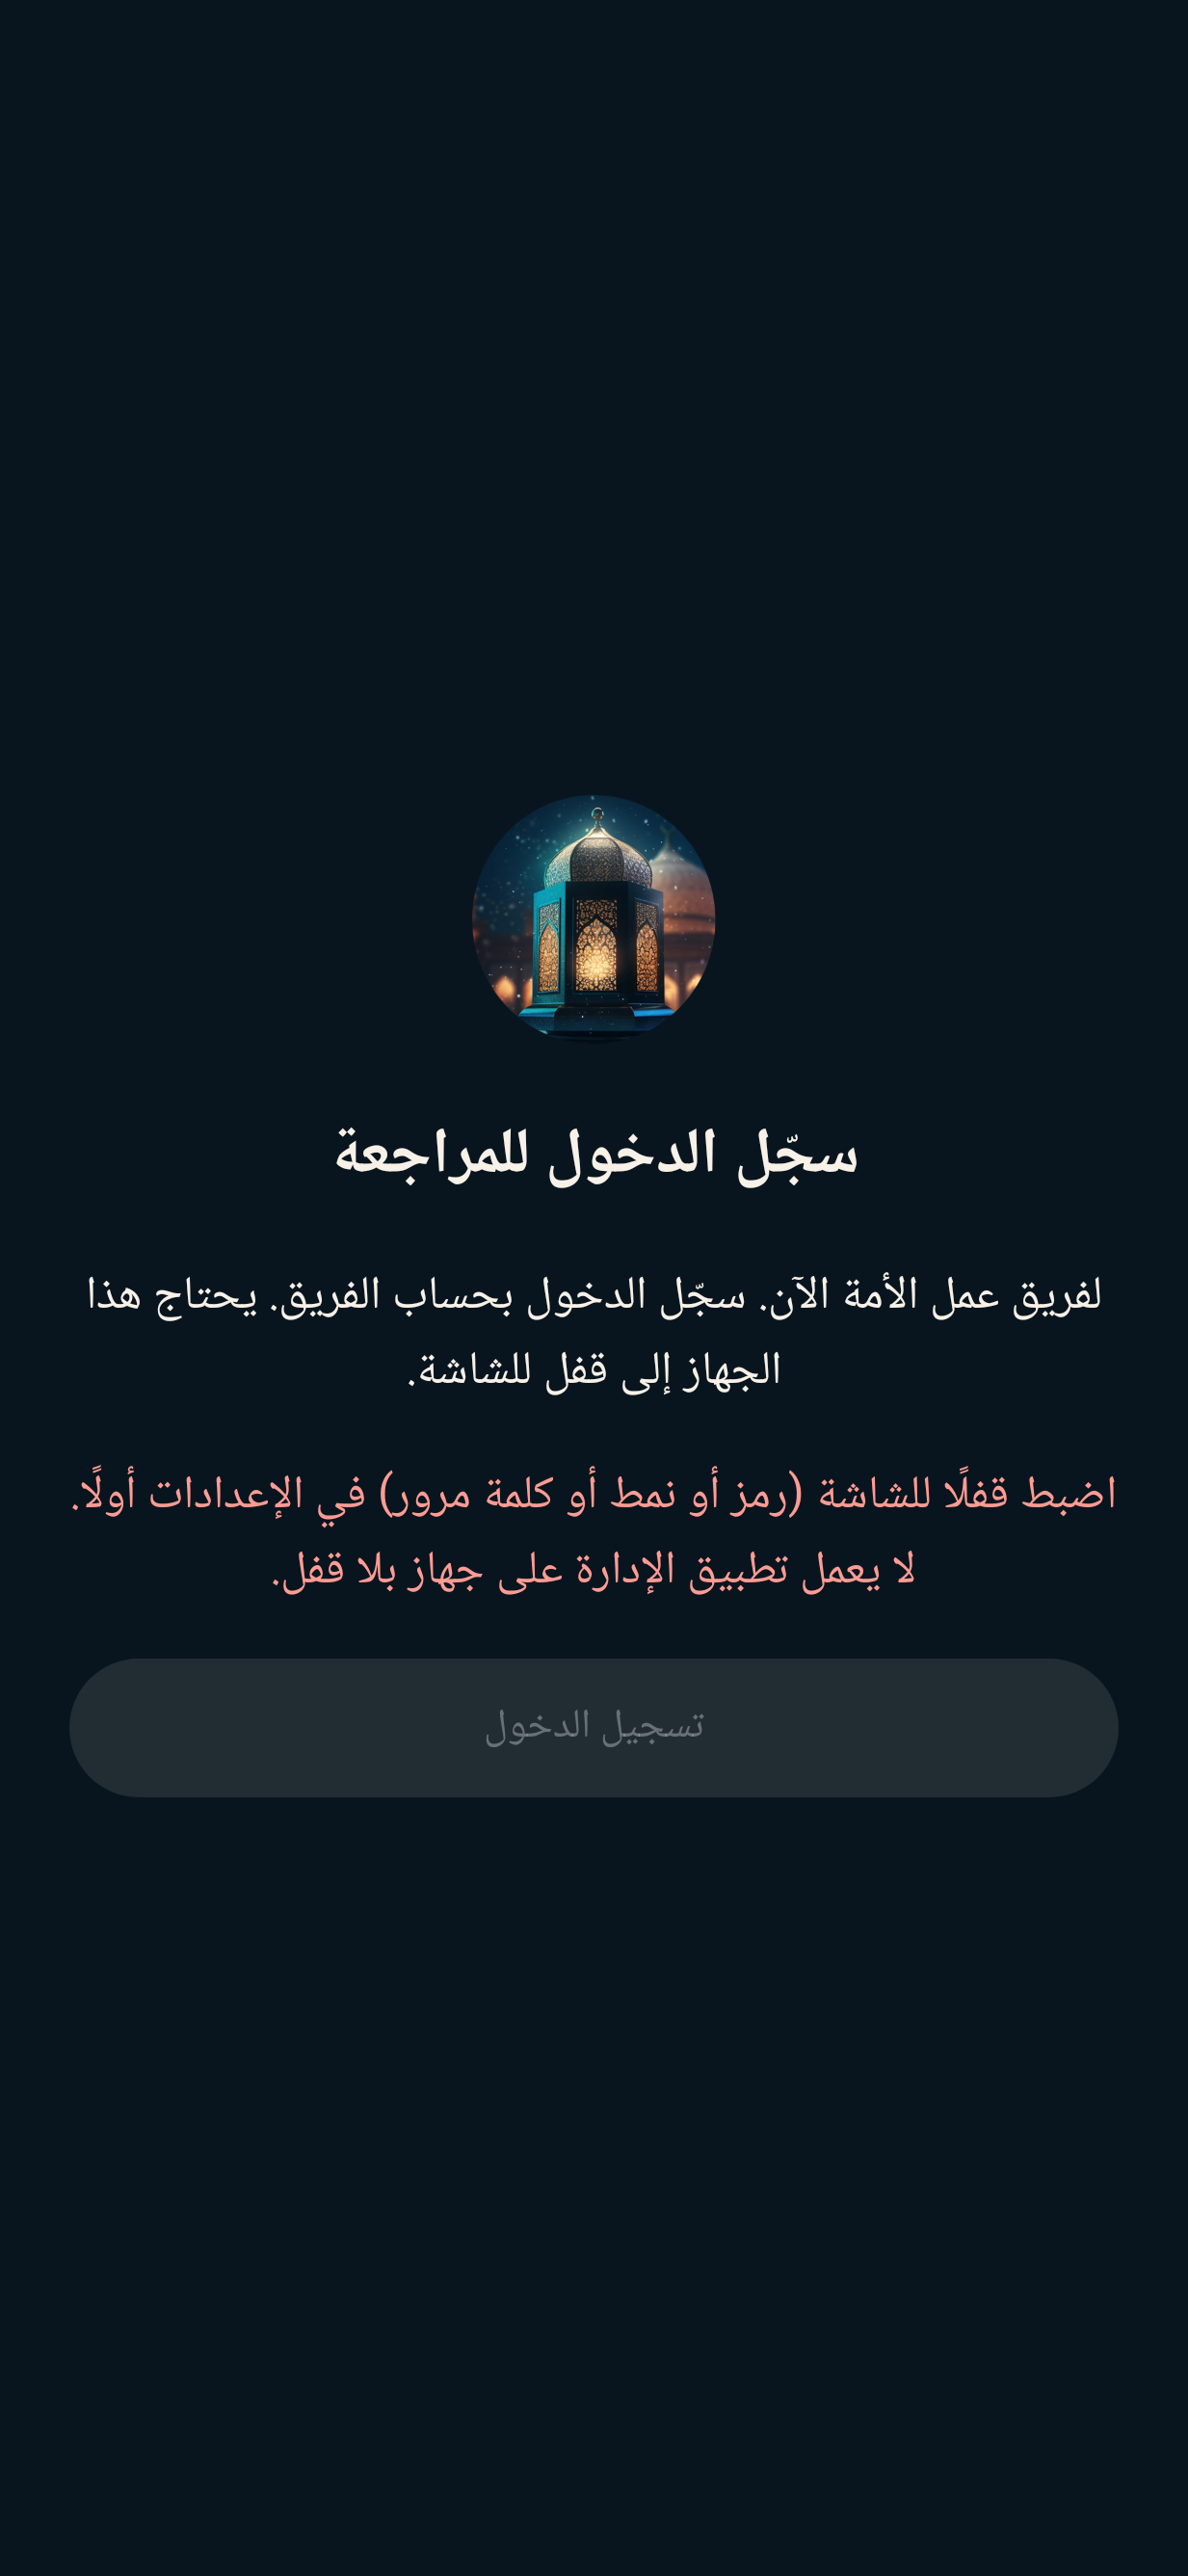 سجّل الدخول للمراجعة
لفريق عمل الأمة الآن. سجّل الدخول بحساب الفريق. يحتاج هذا
الجهاز إلى قفل للشاشة.
اضبط قفلًا للشاشة (رمز أو نمط أو كلمة مرور) في الإعدادات أولًا.
لا يعمل تطبيق الإدارة على جهاز بلا قفل.
تسجيل الدخول